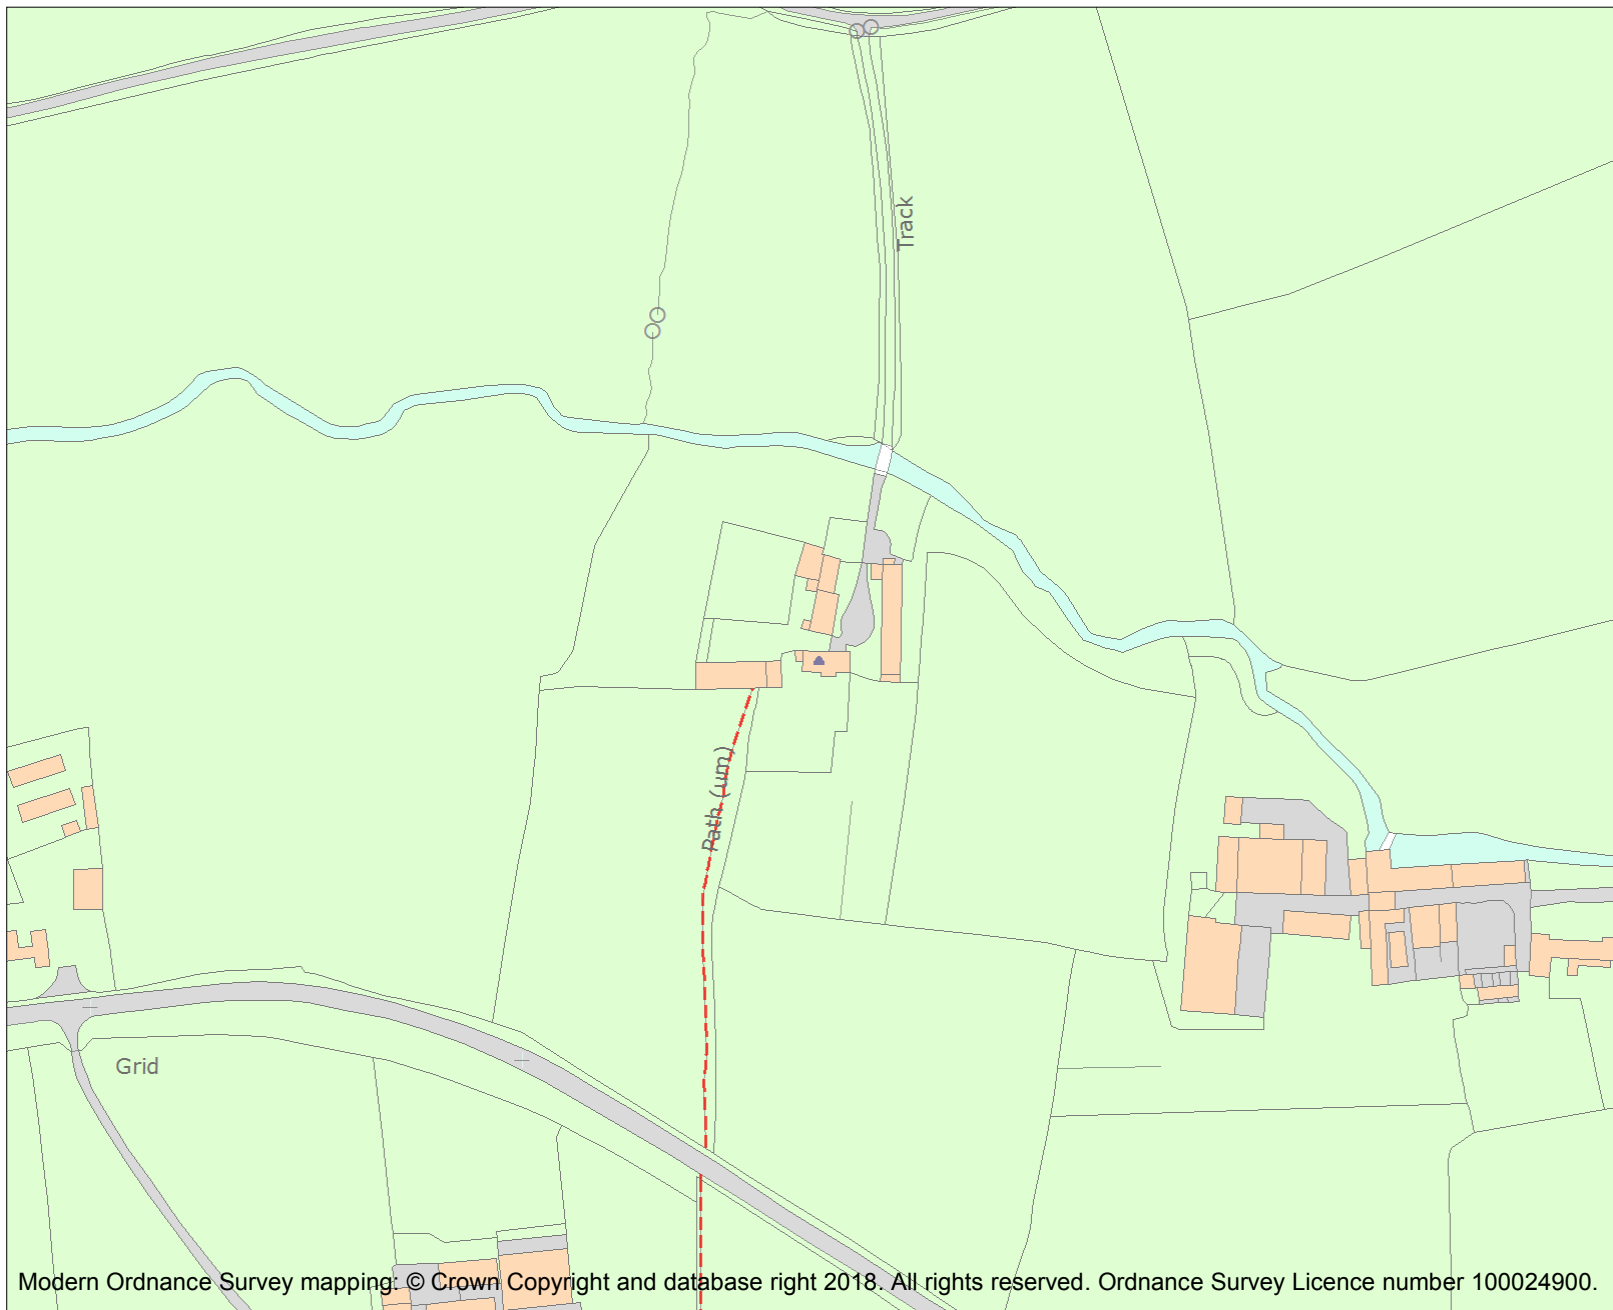 Track
Path (um)
Grid
Modern Ordnance Survey mapping: © Crown Copyright and database right 2018. All rights reserved. Ordnance Survey Licence number 100024900.